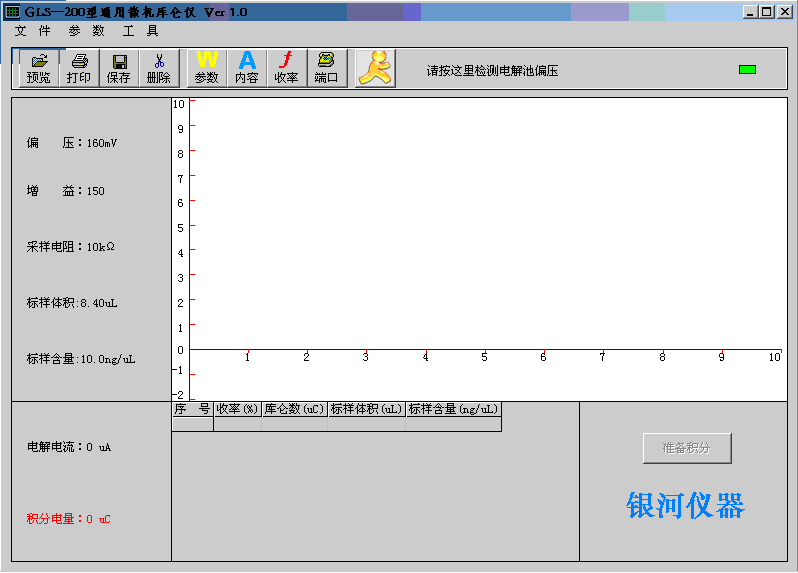 GLS—200型通用微机库仑仪 Ver 1.0
文 件 参 数 工 具
预览 打印 保存 删除 W 参数 A 内容 f 收率 端口 请按这里检测电解池偏压
偏 压：160mV
增 益：150
采样电阻：10kΩ
标样体积:8.40uL
标样含量:10.0ng/uL
10
9
8
7
6
5
4
3
2
1
0
-1
-2
1 2 3 4 5 6 7 8 9 10
序 号 收率(%) 库仑数(uC) 标样体积(uL) 标样含量(ng/uL)
电解电流：0 uA
积分电量：0 uC
准备积分
银河仪器